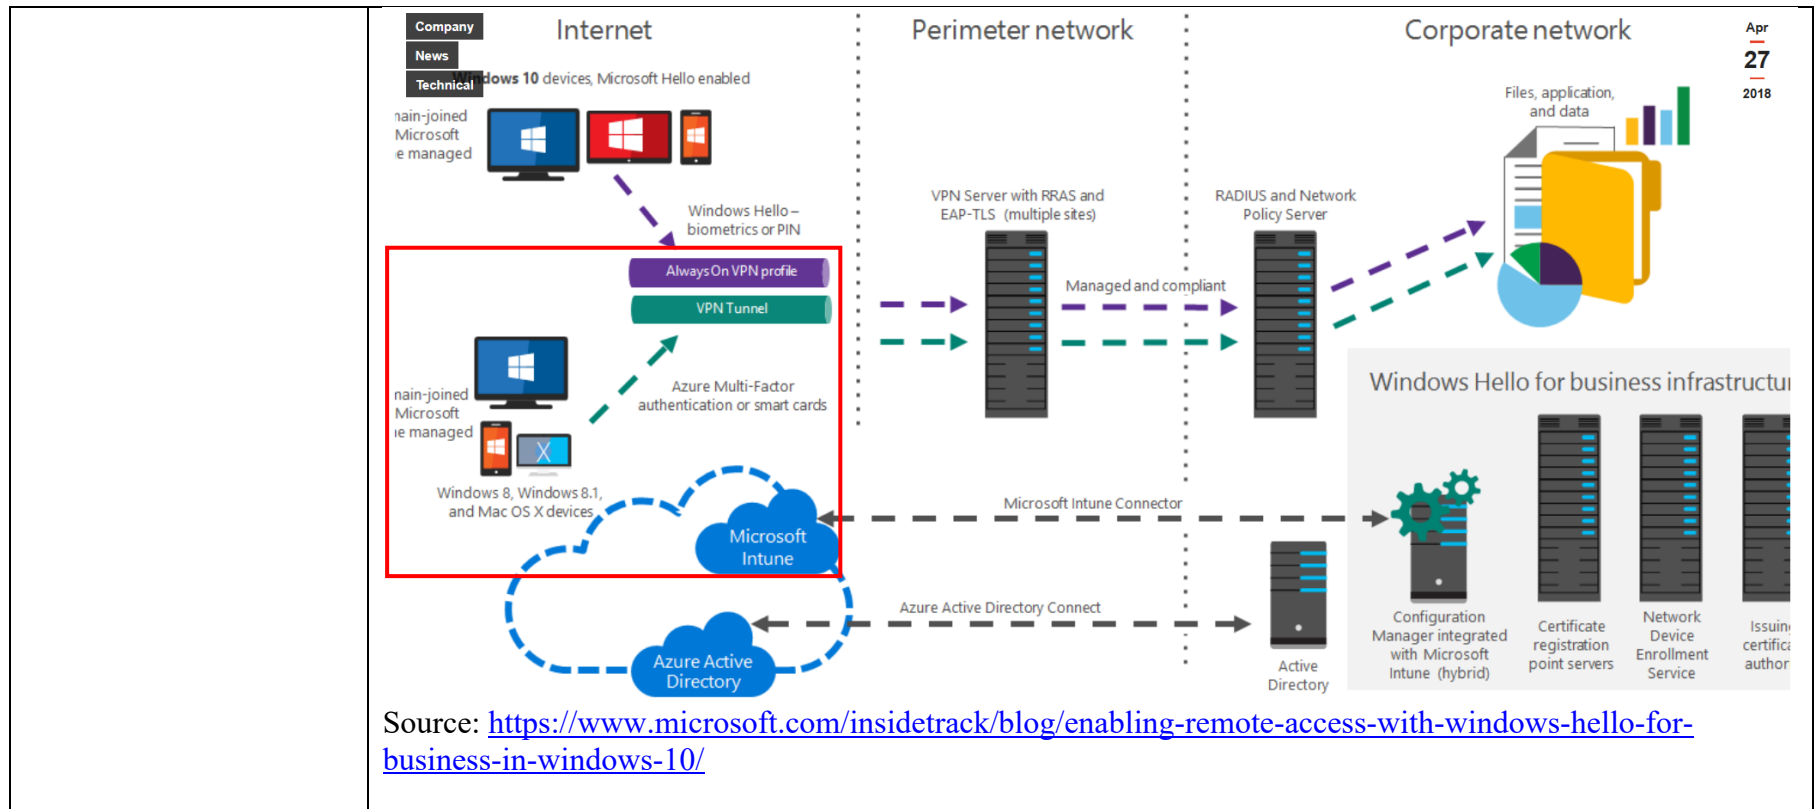 Company
News
Technical
Internet
Perimeter network
Corporate network
Apr
27
2018
dows 10 devices, Microsoft Hello enabled
Files, application,
and data
main-joined
Microsoft
e managed
Windows Hello –
biometrics or PIN
VPN Server with RRAS and
EAP-TLS (multiple sites)
RADIUS and Network
Policy Server
Always On VPN profile
VPN Tunnel
Managed and compliant
main-joined
Microsoft
e managed
Azure Multi-Factor
authentication or smart cards
X
Windows 8, Windows 8.1,
and Mac OS X devices
Windows Hello for business infrastructu
Microsoft
Intune
Microsoft Intune Connector
Azure Active Directory Connect
Azure Active
Directory
Active
Directory
Configuration
Manager integrated
with Microsoft
Intune (hybrid)
Certificate
registration
point servers
Network
Device
Enrollment
Service
Issuing
certifica
author
Source: https://www.microsoft.com/insidetrack/blog/enabling-remote-access-with-windows-hello-for-
business-in-windows-10/